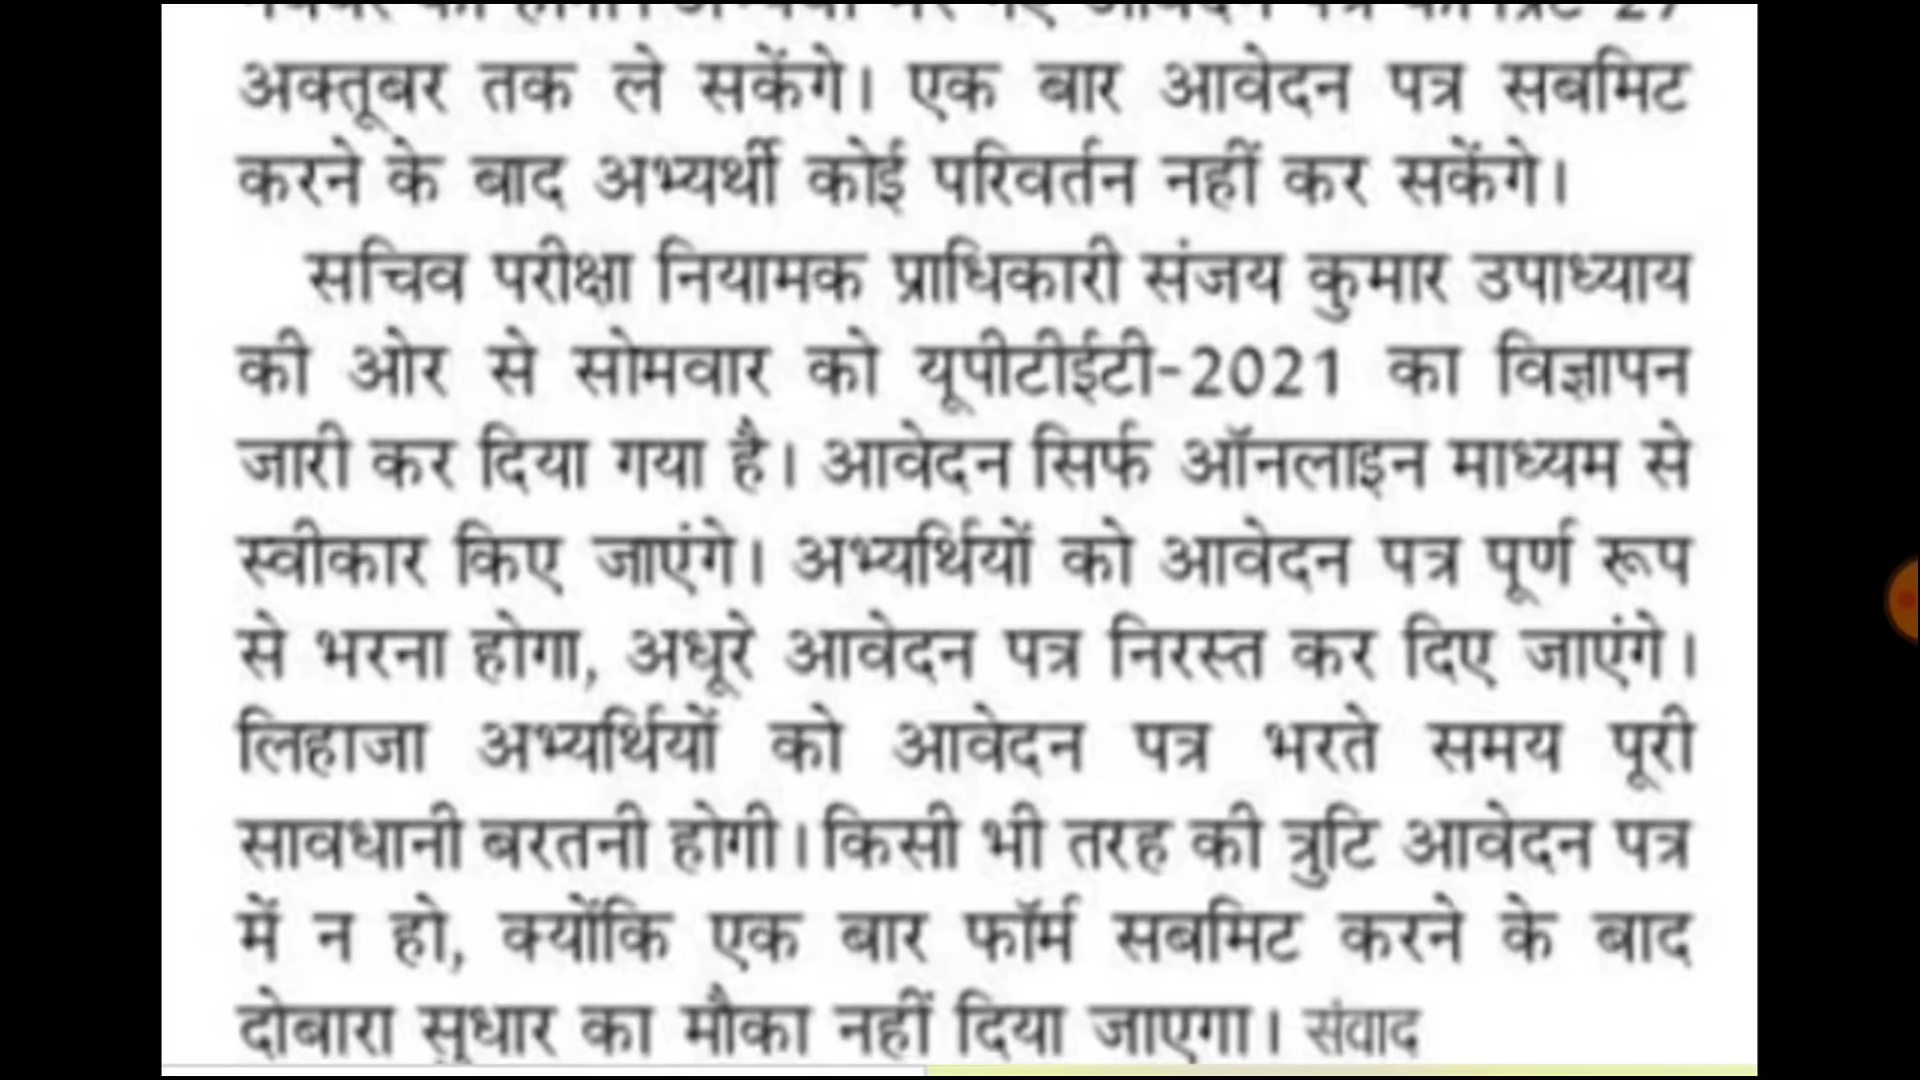 अक्तूबर तक ले सकेंगे। एक बार आवेदन पत्र सबमिट
करने के बाद अभ्यर्थी कोई परिवर्तन नहीं कर सकेंगे।
सचिव परीक्षा नियामक प्राधिकारी संजय कुमार उपाध्याय
की ओर से सोमवार को यूपीटीईटी-2021 का विज्ञापन
जारी कर दिया गया है। आवेदन सिर्फ ऑनलाइन माध्यम से
स्वीकार किए जाएंगे। अभ्यर्थियों को आवेदन पत्र पूर्ण रूप
से भरना होगा, अधूरे आवेदन पत्र निरस्त कर दिए जाएंगे।
लिहाजा अभ्यर्थियों को आवेदन पत्र भरते समय पूरी
सावधानी बरतनी होगी। किसी भी तरह की त्रुटि आवेदन पत्र
में न हो, क्योंकि एक बार फॉर्म सबमिट करने के बाद
दोबारा सुधार का मौका नहीं दिया जाएगा। संवाद